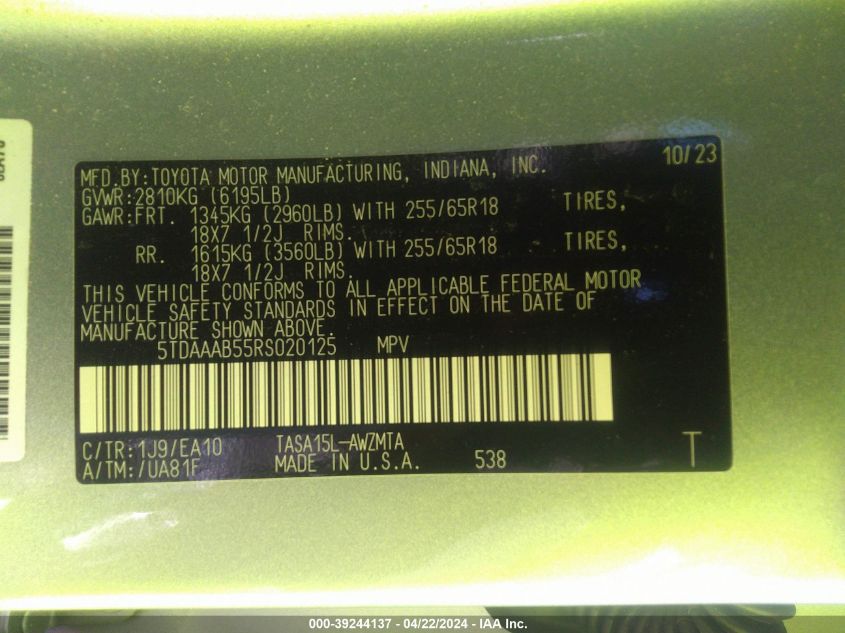 MFD.BY:TOYOTA MOTOR MANUFACTURING, INDIANA, INC. 10/23
GVWR:2810KG (6195LB)
GAWR:FRT. 1345KG (2960LB) WITH 255/65R18 TIRES,
18X7 1/2J RIMS.
RR. 1615KG (3560LB) WITH 255/65R18 TIRES,
18X7 1/2J RIMS.
THIS VEHICLE CONFORMS TO ALL APPLICABLE FEDERAL MOTOR
VEHICLE SAFETY STANDARDS IN EFFECT ON THE DATE OF
MANUFACTURE SHOWN ABOVE.
5TDAAAB55RS020125 MPV
C/TR:1J9/EA10 TASA15L-AWZMTA
A/TM:/UA81F MADE IN U.S.A. 538 T
000-39244137 - 04/22/2024 - IAA Inc.